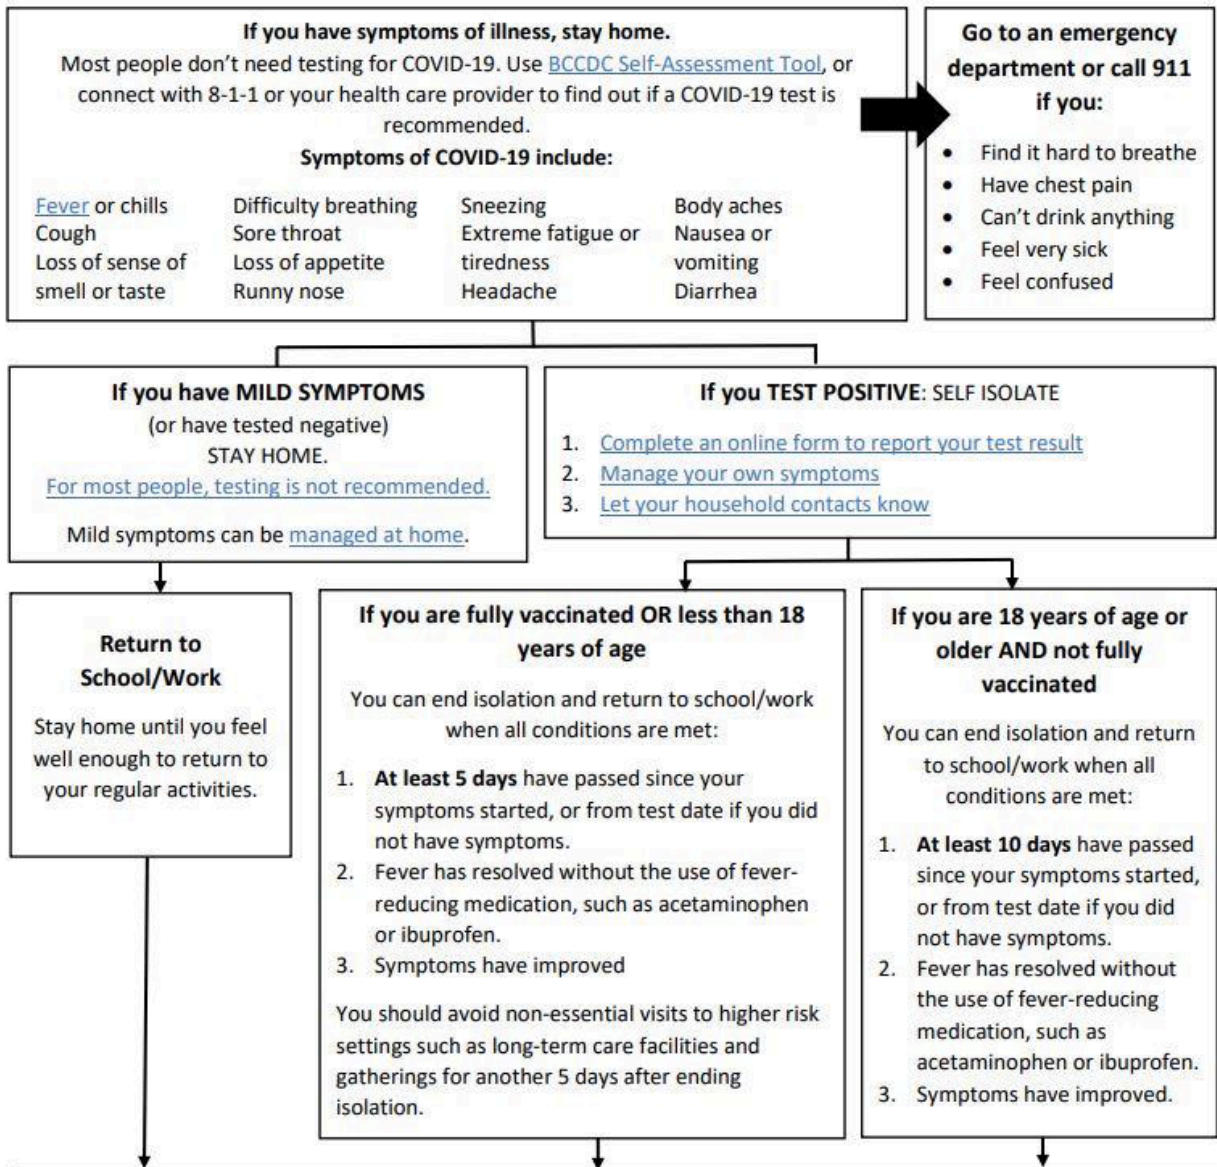 If you have symptoms of illness, stay home.
Most people don't need testing for COVID-19. Use BCCDC Self-Assessment Tool, or
connect with 8-1-1 or your health care provider to find out if a COVID-19 test is
recommended.
Symptoms of COVID-19 include:
Fever or chills
Cough
Loss of sense of
smell or taste
Difficulty breathing
Sore throat
Loss of appetite
Runny nose
Sneezing
Extreme fatigue or
tiredness
Headache
Body aches
Nausea or
vomiting
Diarrhea
Go to an emergency
department or call 911
if you:
• Find it hard to breathe
• Have chest pain
• Can't drink anything
• Feel very sick
• Feel confused
If you have MILD SYMPTOMS
(or have tested negative)
STAY HOME.
For most people, testing is not recommended.
Mild symptoms can be managed at home.
If you TEST POSITIVE: SELF ISOLATE
1. Complete an online form to report your test result
2. Manage your own symptoms
3. Let your household contacts know
Return to
School/Work
Stay home until you feel
well enough to return to
your regular activities.
If you are fully vaccinated OR less than 18
years of age
You can end isolation and return to school/work
when all conditions are met:
1. At least 5 days have passed since your
symptoms started, or from test date if you did
not have symptoms.
2. Fever has resolved without the use of fever-
reducing medication, such as acetaminophen
or ibuprofen.
3. Symptoms have improved
You should avoid non-essential visits to higher risk
settings such as long-term care facilities and
gatherings for another 5 days after ending
isolation.
If you are 18 years of age or
older AND not fully
vaccinated
You can end isolation and return
to school/work when all
conditions are met:
1. At least 10 days have passed
since your symptoms started,
or from test date if you did
not have symptoms.
2. Fever has resolved without
the use of fever-reducing
medication, such as
acetaminophen or ibuprofen.
3. Symptoms have improved.